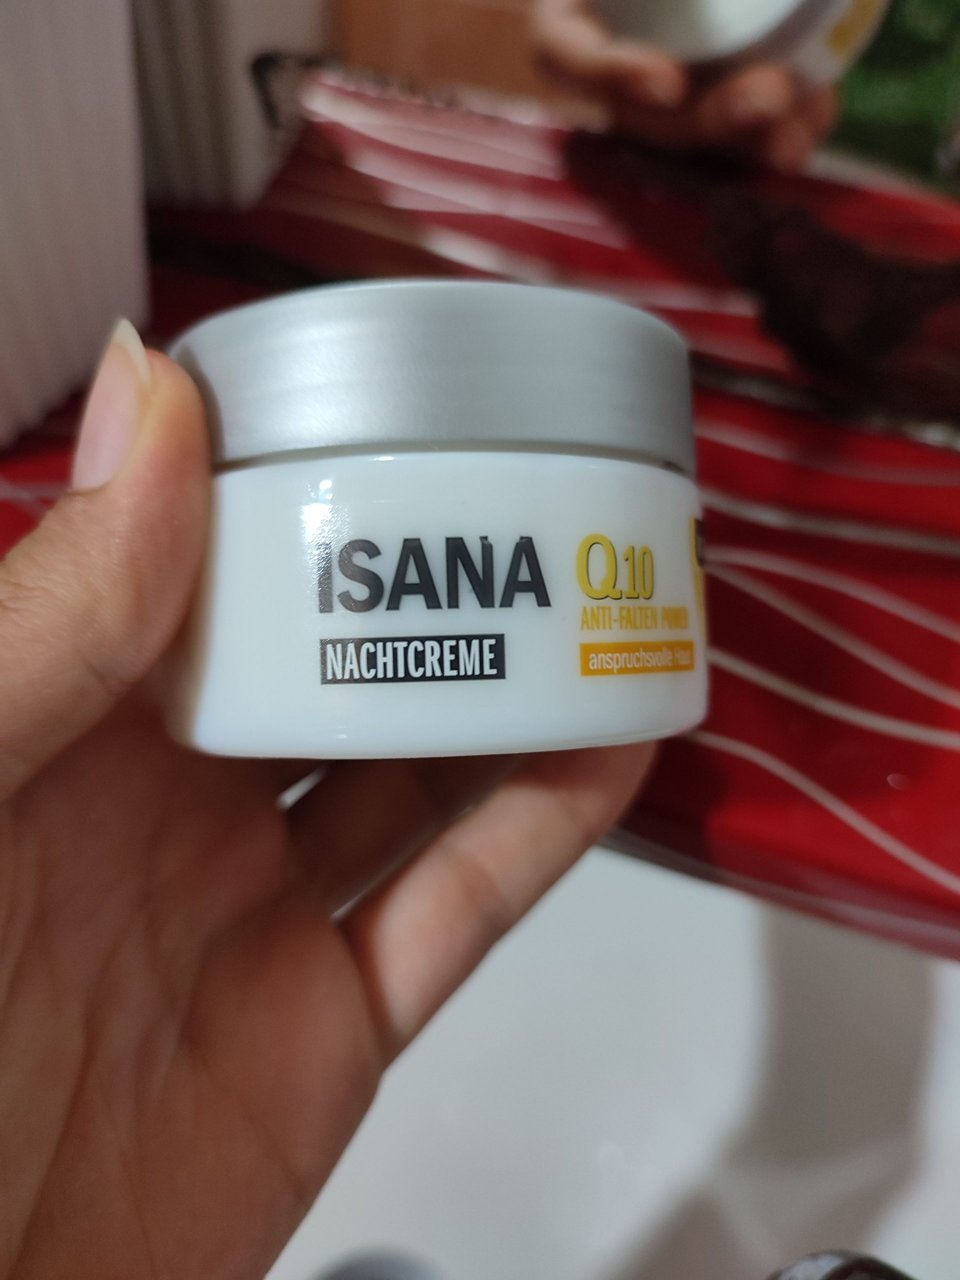 ISANA
NACHTCREME
Q10
ANTI-FALTEN POWER
anspruchsvolle Haut